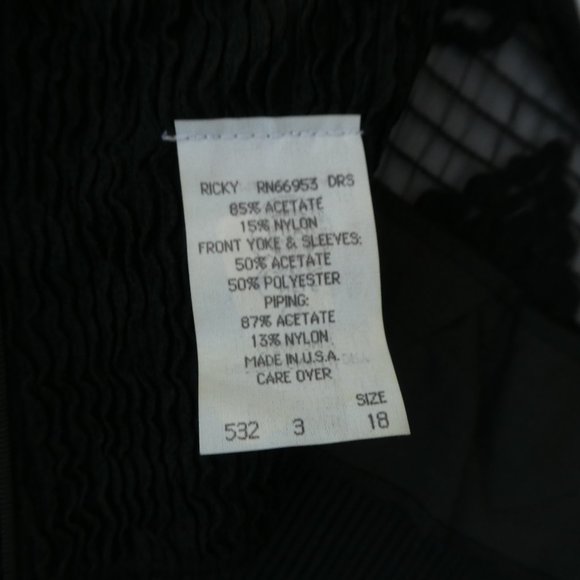 RICKY RN66953 DRS
85% ACETATE
15% NYLON
FRONT YOKE & SLEEVES:
50% ACETATE
50% POLYESTER
PIPING:
87% ACETATE
13% NYLON
MADE IN U.S.A.
CARE OVER
SIZE
532 3 18